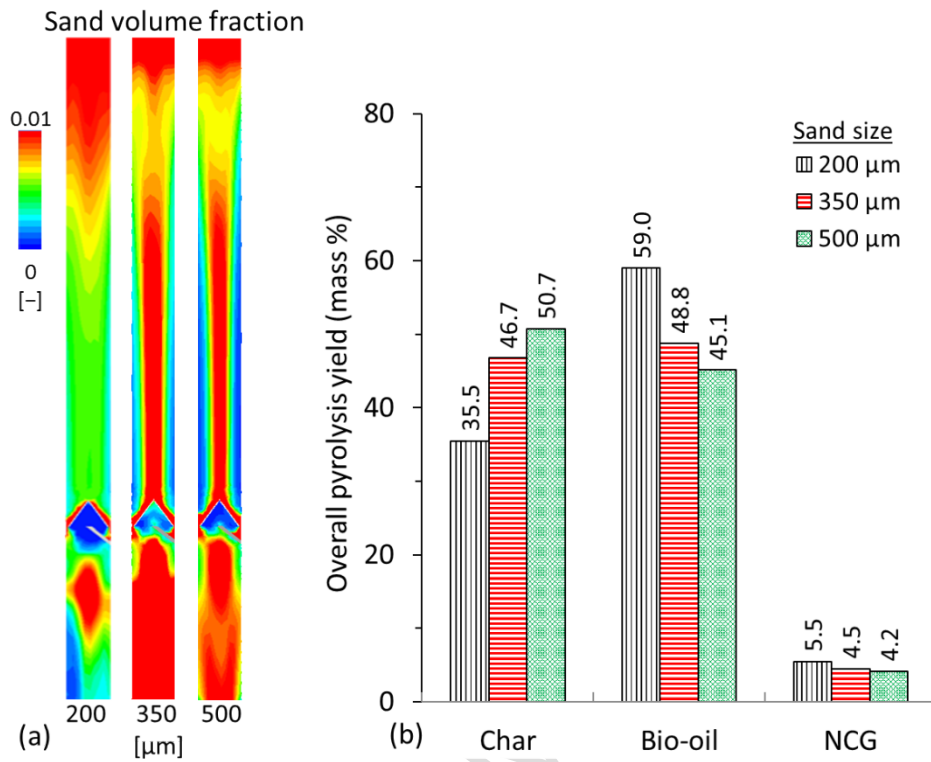 Sand volume fraction
0.01
0
[−]
200 350 500
[µm]
(a)
Overall pyrolysis yield (mass %)
80
60
40
20
0
Sand size
200 µm
350 µm
500 µm
35.5 46.7 50.7
59.0 48.8 45.1
5.5 4.5 4.2
Char Bio-oil NCG
(b)